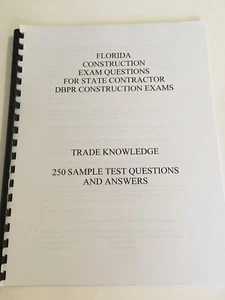 FLORIDA
CONSTRUCTION
EXAM QUESTIONS
FOR STATE CONTRACTOR
DBPR CONSTRUCTION EXAMS
TRADE KNOWLEDGE
250 SAMPLE TEST QUESTIONS
AND ANSWERS